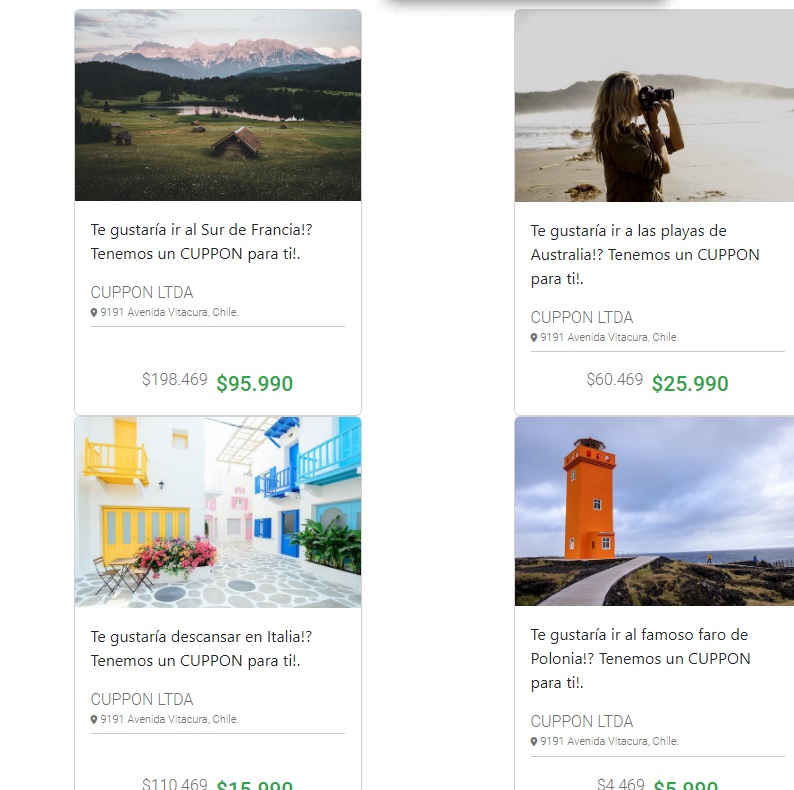 Te gustaría ir al Sur de Francia!?
Tenemos un CUPPON para ti!.
CUPPON LTDA
9191 Avenida Vitacura, Chile.
$198.469 $95.990
Te gustaría ir a las playas de
Australia!? Tenemos un CUPPON
para ti!.
CUPPON LTDA
9191 Avenida Vitacura, Chile.
$60.469 $25.990
Te gustaría descansar en Italia!?
Tenemos un CUPPON para ti!.
CUPPON LTDA
9191 Avenida Vitacura, Chile.
$110.469 $15.990
Te gustaría ir al famoso faro de
Polonia!? Tenemos un CUPPON
para ti!.
CUPPON LTDA
9191 Avenida Vitacura, Chile.
$4.469 $5.990